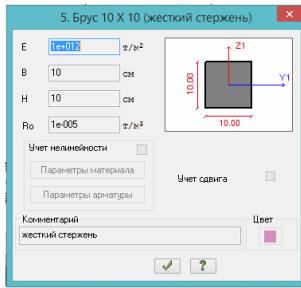 5. Брус 10 X 10 (жесткий стержень)
E 1e+012 т/м²
B 10 см
H 10 см
Ro 1e-005 т/м³
Z1
Y1
10.00
10.00
Учет нелинейности
Параметры материала
Параметры арматуры
Учет сдвига
Комментарий
жесткий стержень
Цвет
?